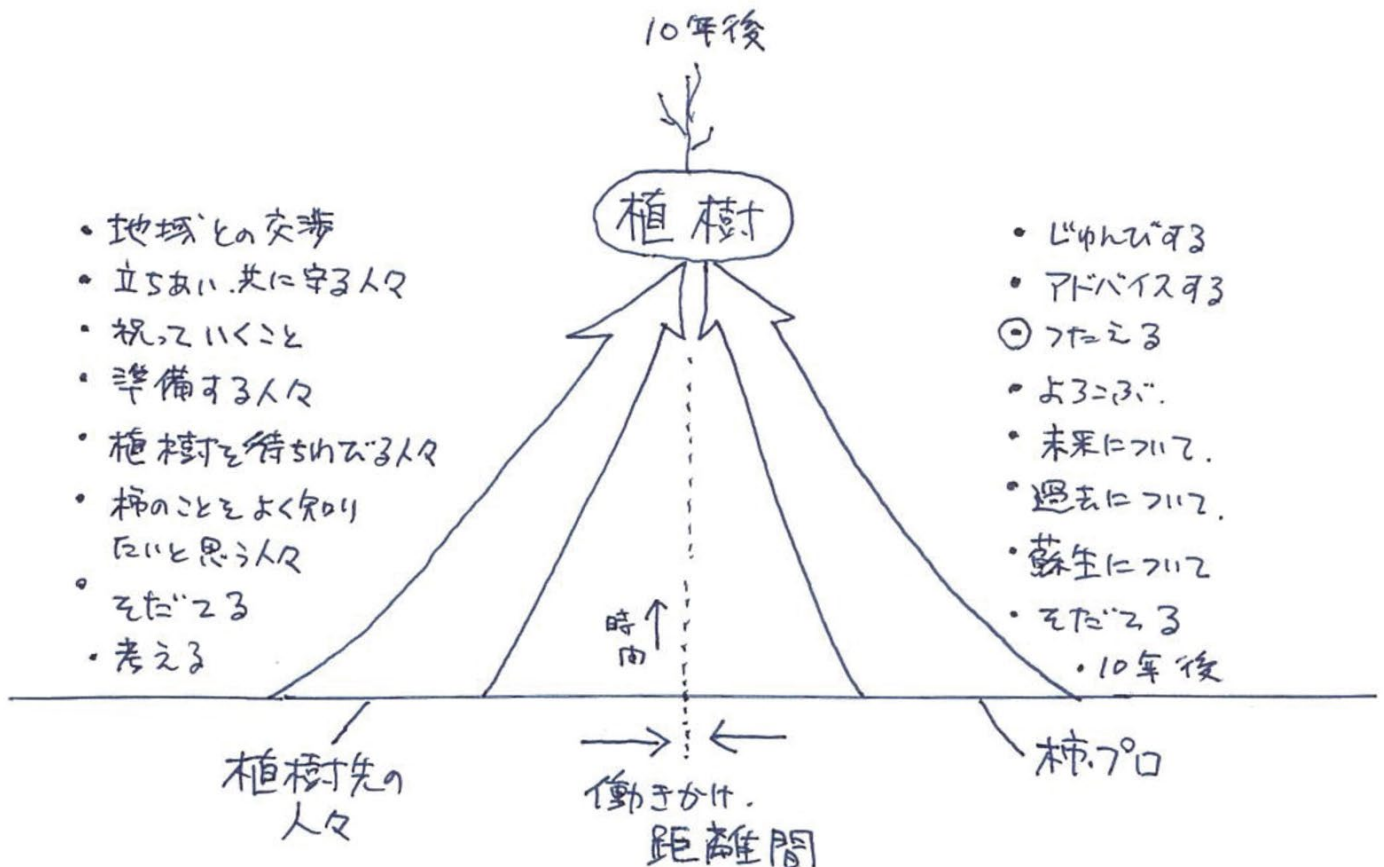 10年後
植樹
・地域との交渉
・立ちあい.共に守る人々
・祝っていくこと
・準備する人々
・植樹を待ちわびる人々
・柿のことをよく知り
たいと思う人々
・そだてる
・考える
・じゅんびする
・アドバイスする
⦿つたえる
・よろこぶ.
・未来について.
・過去について.
・蘇生について
・そだてる
・10年後
時間↑
植樹先の
人々
→ ←
働きかけ.
距離間
柿プロ